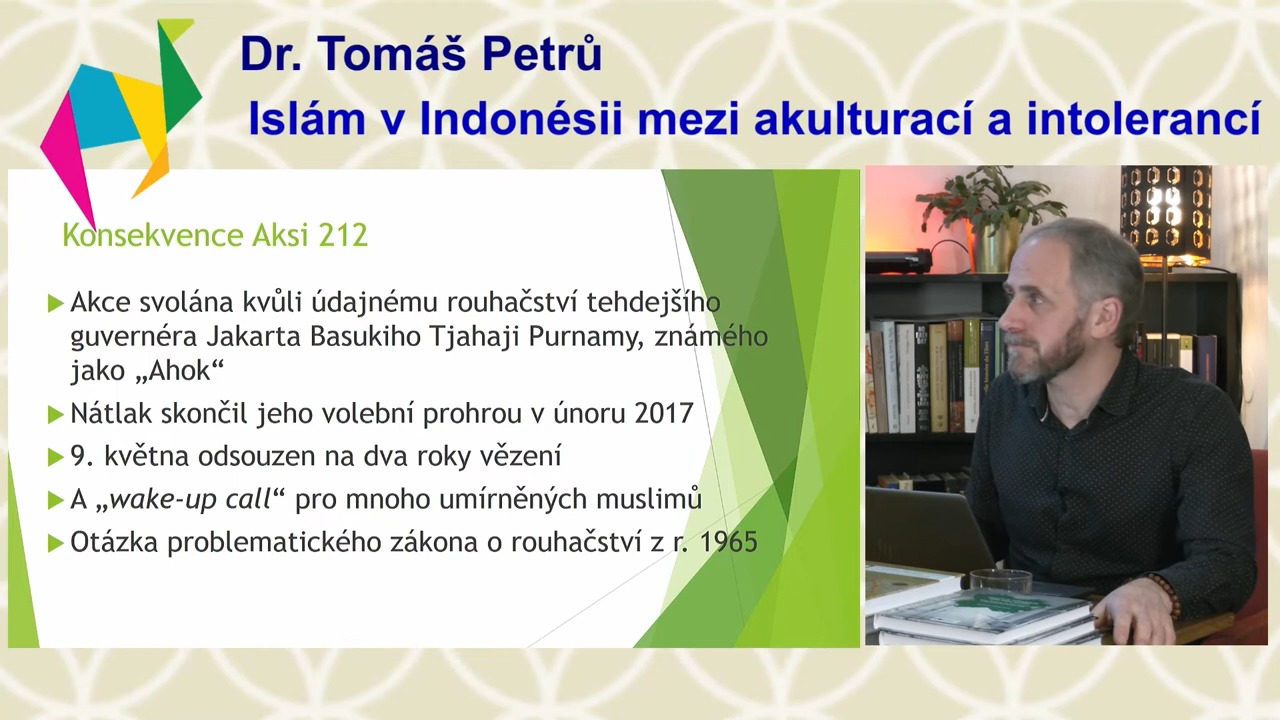 Dr. Tomáš Petrů
Islám v Indonésii mezi akulturací a intolerancí
Konsekvence Aksi 212
Akce svolána kvůli údajnému rouhačství tehdejšího
guvernéra Jakarta Basukiho Tjahaji Purnamy, známého
jako „Ahok“
Nátlak skončil jeho volební prohrou v únoru 2017
9. května odsouzen na dva roky vězení
A „wake-up call“ pro mnoho umírněných muslimů
Otázka problematického zákona o rouhačství z r. 1965